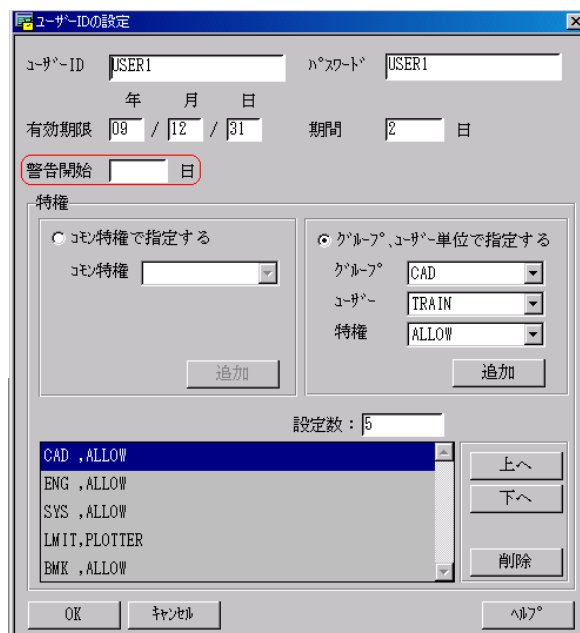 ユーザーIDの設定
ﾕｰｻﾞｰID USER1 ﾊﾟｽﾜｰﾄﾞ USER1
年 月 日
有効期限 09 / 12 / 31 期間 2 日
警告開始 日
特権
ｺﾓﾝ特権で指定する
ｺﾓﾝ特権
追加
ｸﾞﾙｰﾌﾟ､ﾕｰｻﾞｰ単位で指定する
ｸﾞﾙｰﾌﾟ CAD
ﾕｰｻﾞｰ TRAIN
特権 ALLOW
追加
設定数：5
CAD ,ALLOW
ENG ,ALLOW
SYS ,ALLOW
LMIT,PLOTTER
BMK ,ALLOW
上へ
下へ
削除
OK ｷｬﾝｾﾙ ﾍﾙﾌﾟ